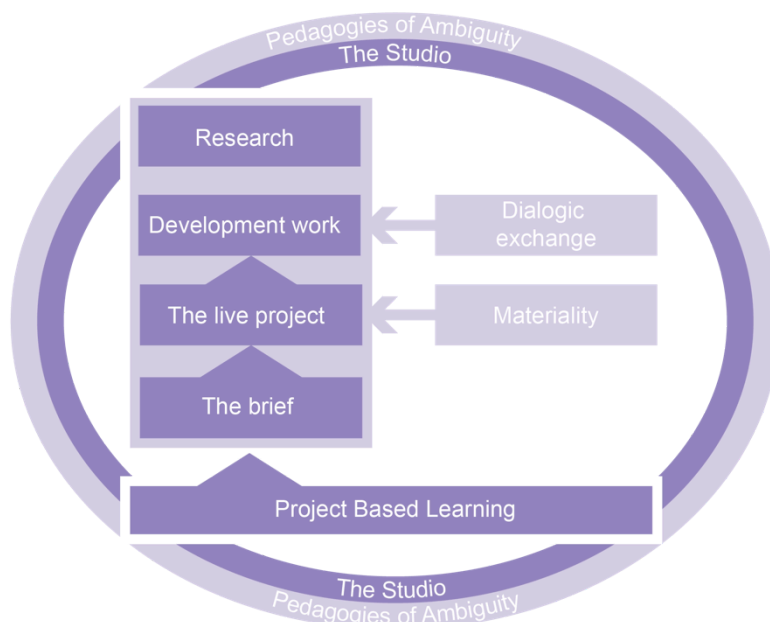 Pedagogies of Ambiguity
The Studio
Research
Development work
Dialogic
exchange
The live project
Materiality
The brief
Project Based Learning
The Studio
Pedagogies of Ambiguity